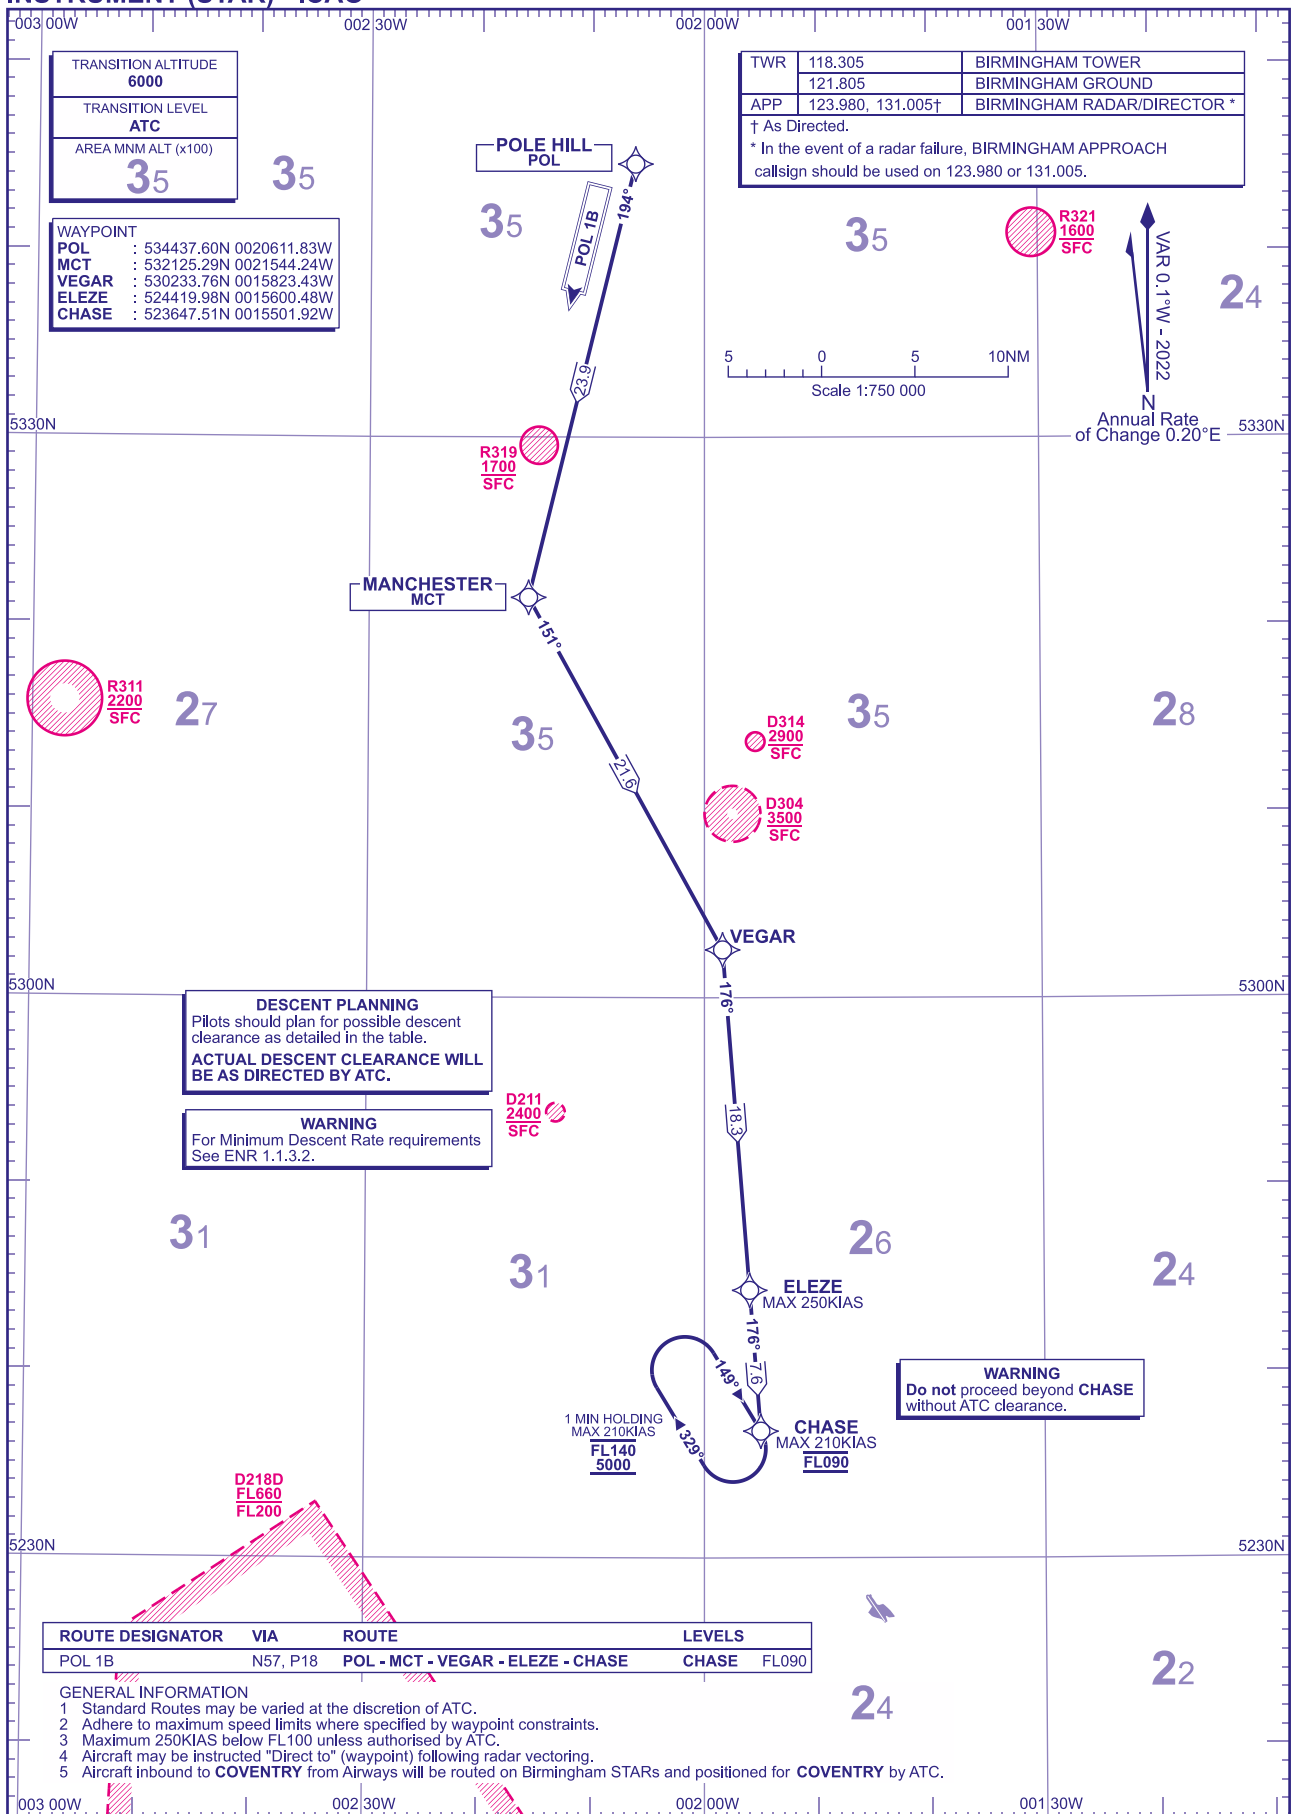 003 00W
002 30W
002 00W
001 30W
TRANSITION ALTITUDE
6000
TRANSITION LEVEL
ATC
AREA MNM ALT (x100)
35
35
TWR 118.305 BIRMINGHAM TOWER
121.805 BIRMINGHAM GROUND
APP 123.980, 131.005† BIRMINGHAM RADAR/DIRECTOR *
† As Directed.
* In the event of a radar failure, BIRMINGHAM APPROACH
callsign should be used on 123.980 or 131.005.
POLE HILL
POL
194°
POL 1B
35
35
R321
1600
SFC
24
WAYPOINT
POL : 534437.60N 0020611.83W
MCT : 532125.29N 0021544.24W
VEGAR : 530233.76N 0015823.43W
ELEZE : 524419.98N 0015600.48W
CHASE : 523647.51N 0015501.92W
VAR 0.1°W - 2022
N
Annual Rate
of Change 0.20°E
5 0 5 10NM
Scale 1:750 000
23.9
5330N
5330N
R319
1700
SFC
MANCHESTER
MCT
151°
R311
2200
SFC
27
35
35
28
D314
2900
SFC
21.6
D304
3500
SFC
VEGAR
176°
5300N
5300N
DESCENT PLANNING
Pilots should plan for possible descent
clearance as detailed in the table.
ACTUAL DESCENT CLEARANCE WILL
BE AS DIRECTED BY ATC.
D211
2400
SFC
WARNING
For Minimum Descent Rate requirements
See ENR 1.1.3.2.
18.3
31
31
26
24
ELEZE
MAX 250KIAS
176°
7.6
149°
329°
WARNING
Do not proceed beyond CHASE
without ATC clearance.
1 MIN HOLDING
MAX 210KIAS
FL140
5000
CHASE
MAX 210KIAS
FL090
D218D
FL660
FL200
5230N
5230N
ROUTE DESIGNATOR VIA ROUTE LEVELS
POL 1B N57, P18 POL - MCT - VEGAR - ELEZE - CHASE CHASE FL090
22
24
GENERAL INFORMATION
1 Standard Routes may be varied at the discretion of ATC.
2 Adhere to maximum speed limits where specified by waypoint constraints.
3 Maximum 250KIAS below FL100 unless authorised by ATC.
4 Aircraft may be instructed "Direct to" (waypoint) following radar vectoring.
5 Aircraft inbound to COVENTRY from Airways will be routed on Birmingham STARs and positioned for COVENTRY by ATC.
003 00W
002 30W
002 00W
001 30W